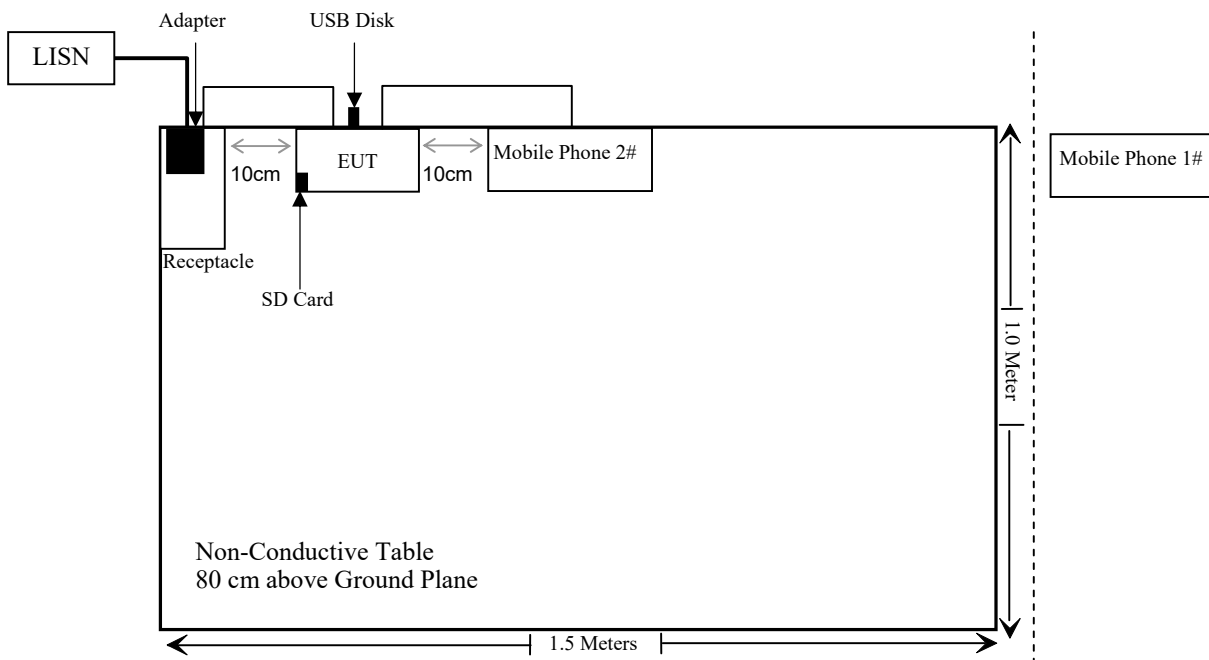 Adapter
USB Disk
LISN
EUT
Mobile Phone 2#
Mobile Phone 1#
10cm
10cm
Receptacle
SD Card
1.0 Meter
Non-Conductive Table
80 cm above Ground Plane
1.5 Meters